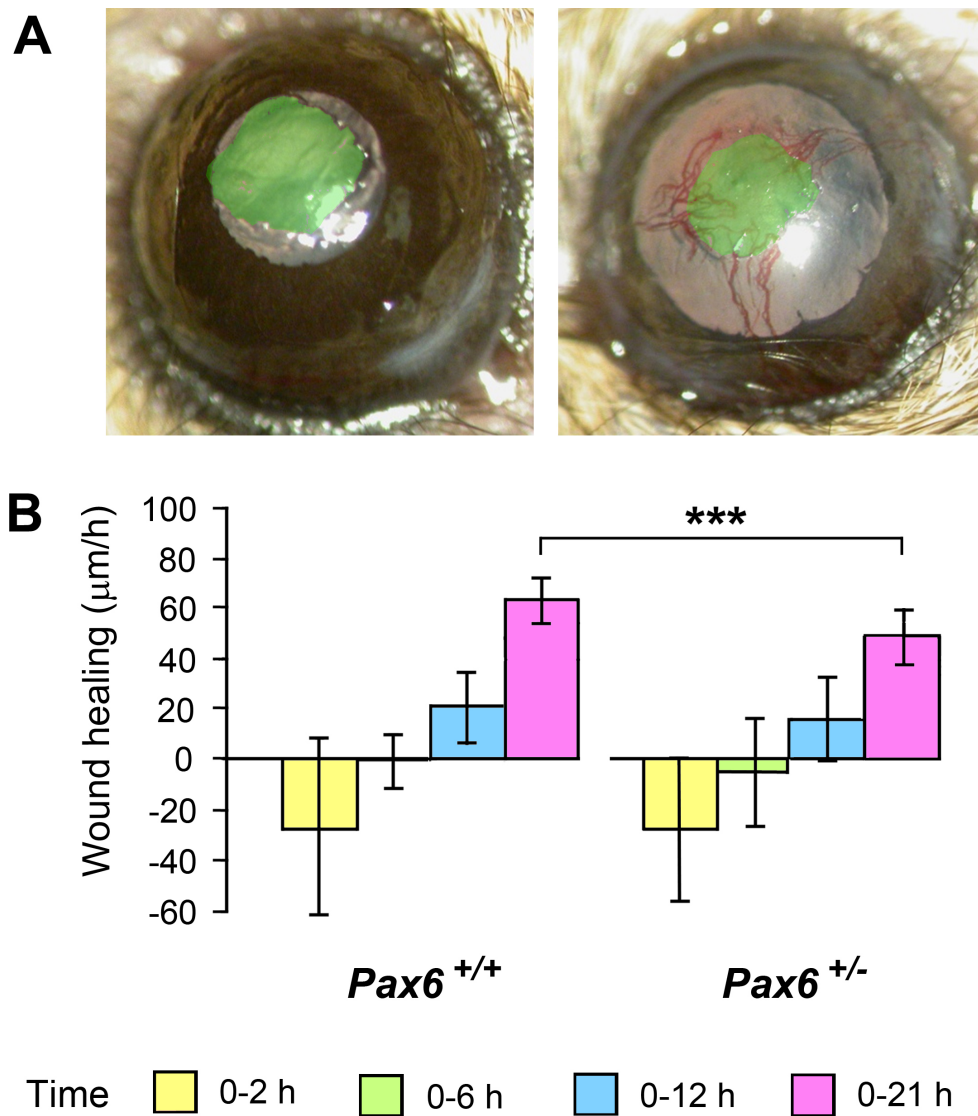 A
B
Wound healing (μm/h)
100
80
60
40
20
0
-20
-40
-60
***
Pax6 +/+
Pax6 +/-
Time 0-2 h 0-6 h 0-12 h 0-21 h